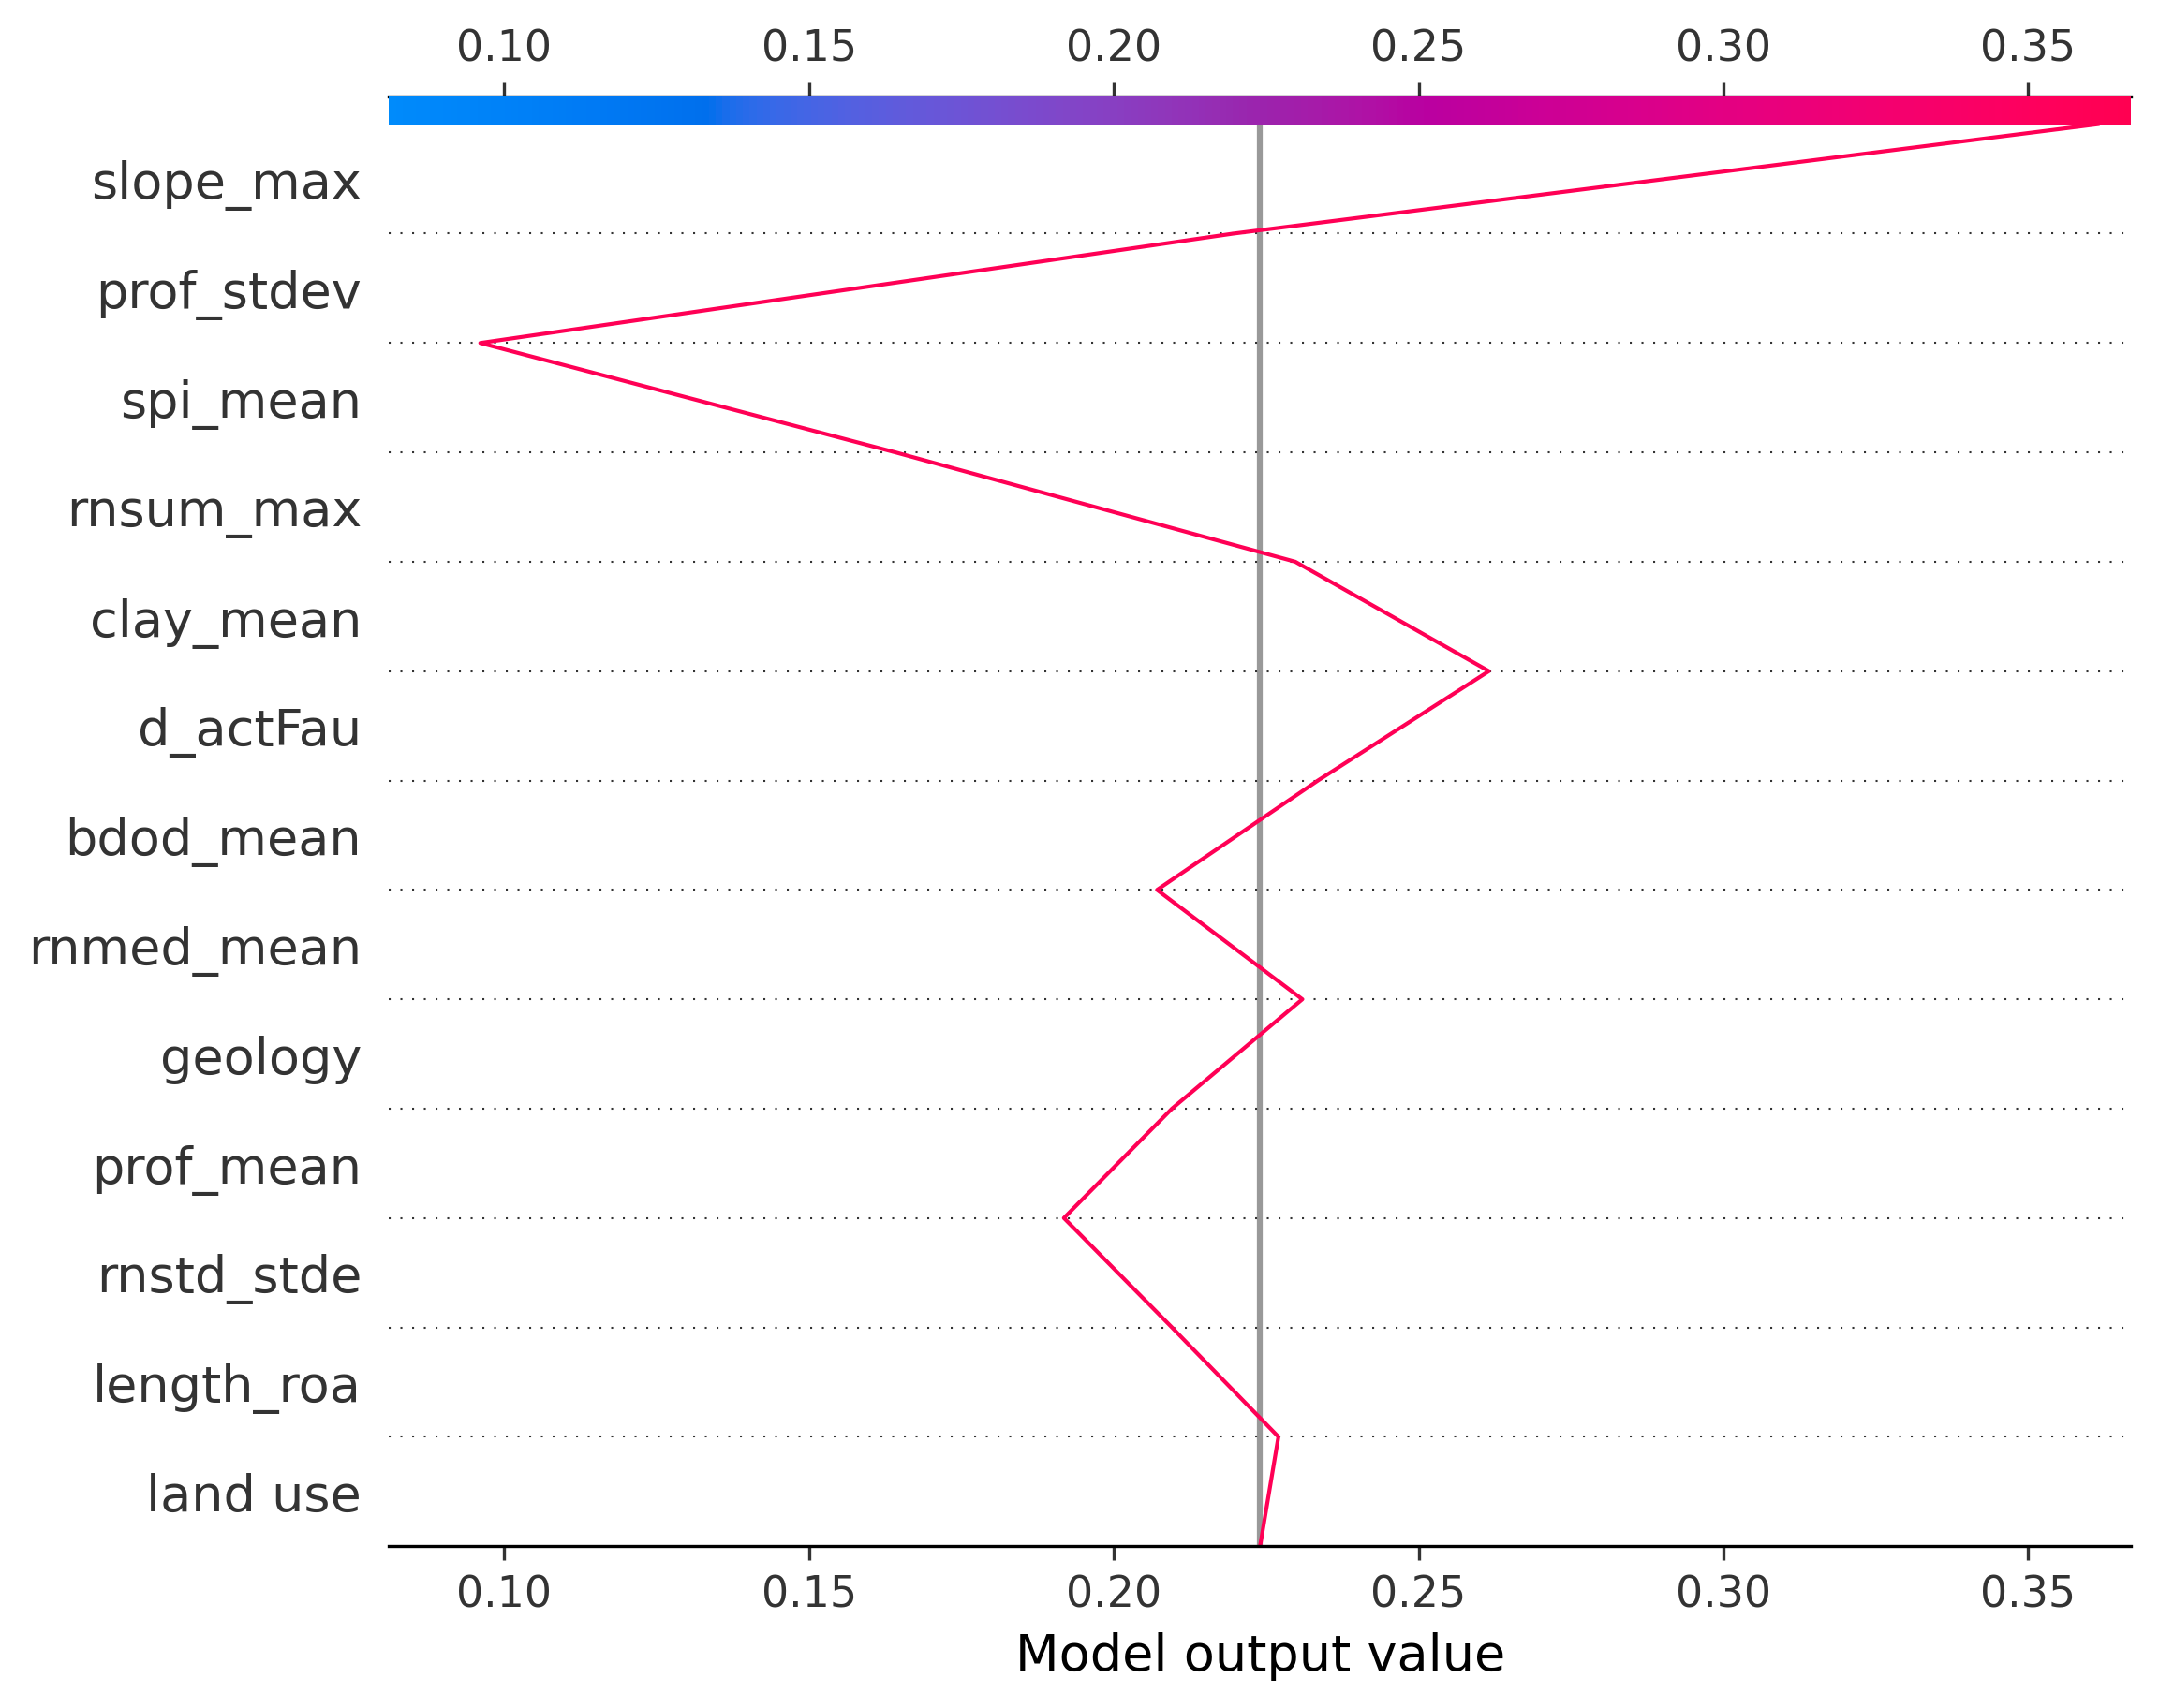 0.10 0.15 0.20 0.25 0.30 0.35
slope_max
prof_stdev
spi_mean
rnsum_max
clay_mean
d_actFau
bdod_mean
rnmed_mean
geology
prof_mean
rnstd_stde
length_roa
land use
0.10 0.15 0.20 0.25 0.30 0.35
Model output value